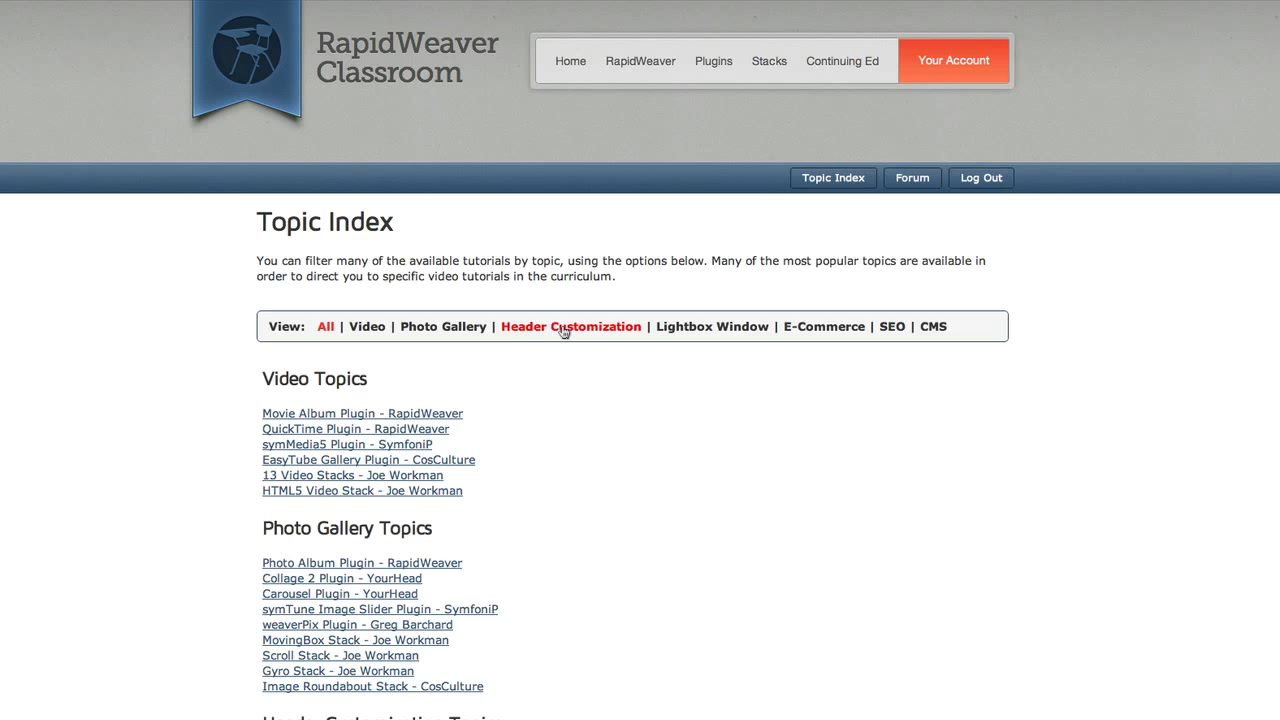 RapidWeaver
Classroom
Home RapidWeaver Plugins Stacks Continuing Ed Your Account
Topic Index Forum Log Out
Topic Index
You can filter many of the available tutorials by topic, using the options below. Many of the most popular topics are available in
order to direct you to specific video tutorials in the curriculum.
View: All | Video | Photo Gallery | Header Customization | Lightbox Window | E-Commerce | SEO | CMS
Video Topics
Movie Album Plugin - RapidWeaver
QuickTime Plugin - RapidWeaver
symMedia5 Plugin - SymfoniP
EasyTube Gallery Plugin - CosCulture
13 Video Stacks - Joe Workman
HTML5 Video Stack - Joe Workman
Photo Gallery Topics
Photo Album Plugin - RapidWeaver
Collage 2 Plugin - YourHead
Carousel Plugin - YourHead
symTune Image Slider Plugin - SymfoniP
weaverPix Plugin - Greg Barchard
MovingBox Stack - Joe Workman
Scroll Stack - Joe Workman
Gyro Stack - Joe Workman
Image Roundabout Stack - CosCulture
Header Customization Topics